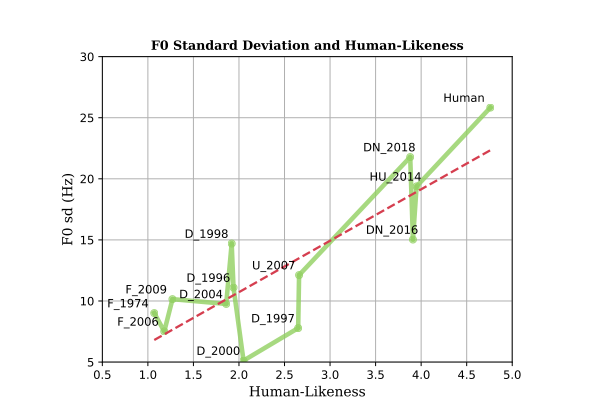 F0 Standard Deviation and Human-Likeness
30
25
20
15
10
5
F0 sd (Hz)
Human
DN_2018
HU_2014
DN_2016
D_1998
U_2007
D_1996
F_2009
D_2004
F_1974
F_2006
D_1997
D_2000
0.5 1.0 1.5 2.0 2.5 3.0 3.5 4.0 4.5 5.0
Human-Likeness